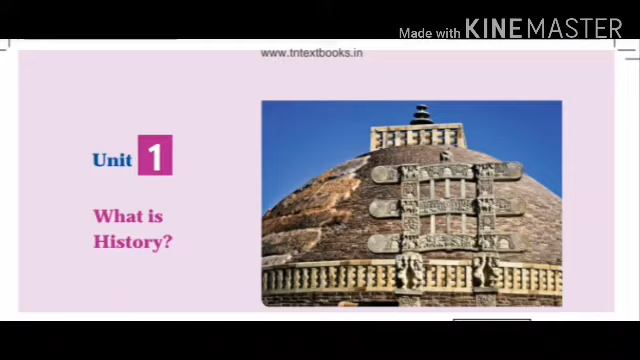 Made with KINEMASTER
www.tntextbooks.in
Unit 1
What is
History?